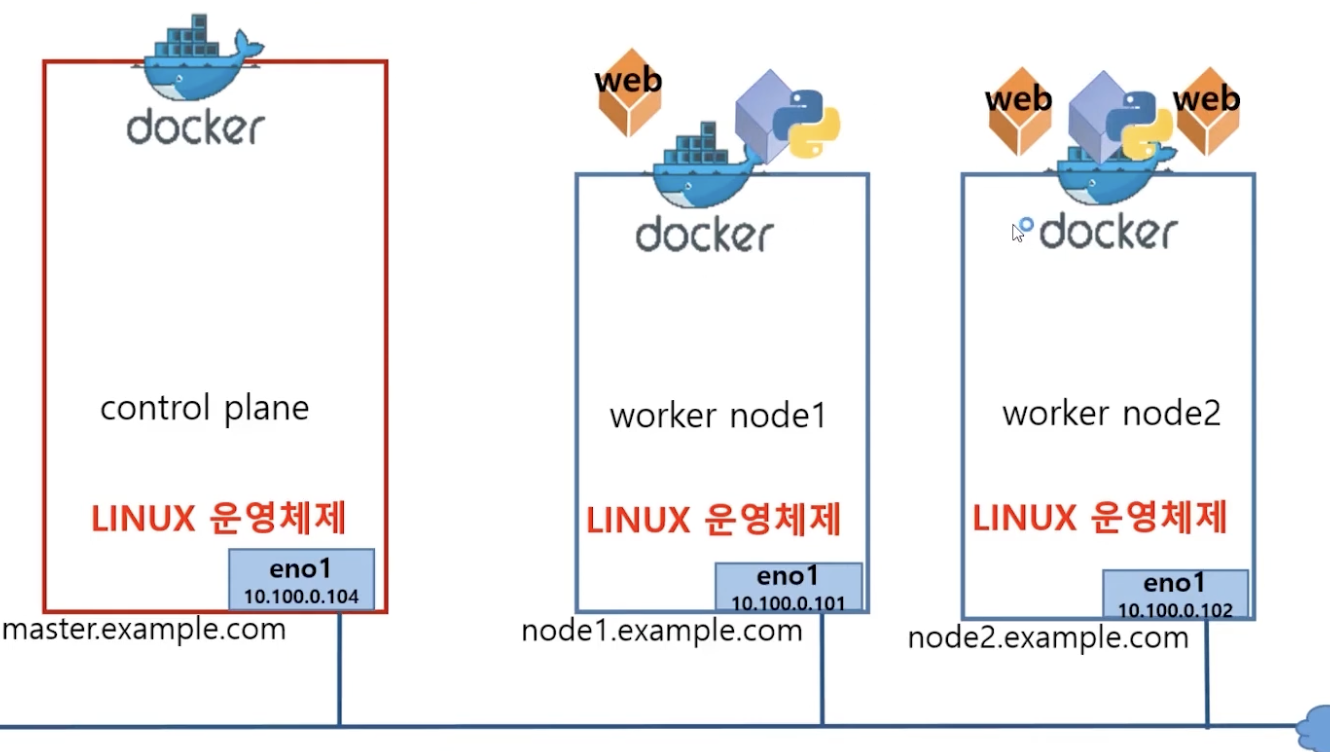 docker
control plane
LINUX 운영체제
eno1
10.100.0.104
master.example.com
web
docker
worker node1
LINUX 운영체제
eno1
10.100.0.101
node1.example.com
web
web
docker
worker node2
LINUX 운영체제
eno1
10.100.0.102
node2.example.com